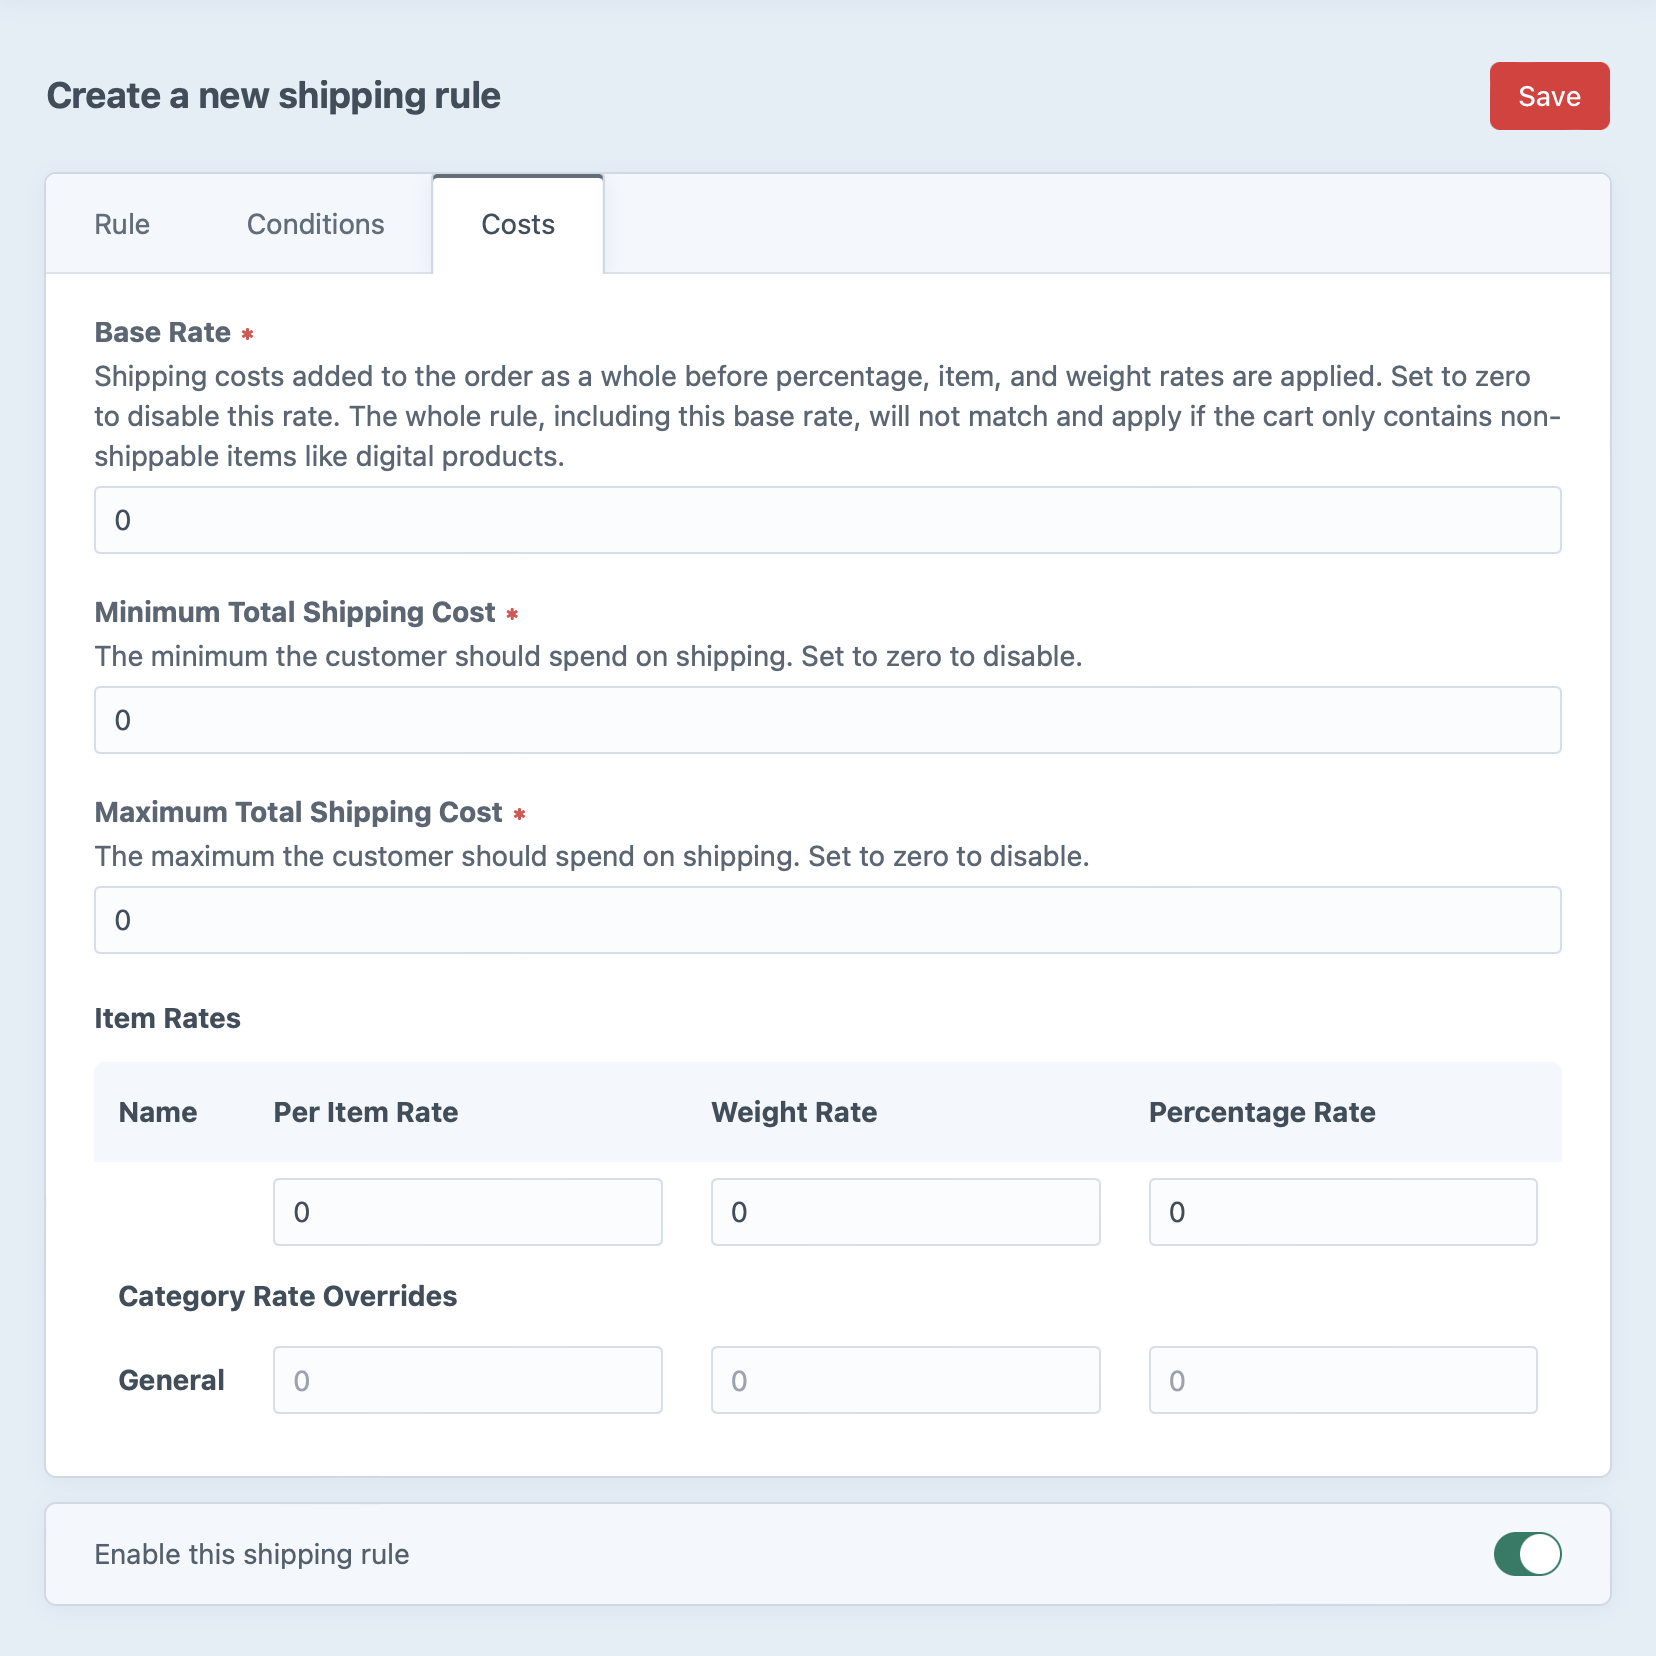 Create a new shipping rule
Save
Rule
Conditions
Costs
Base Rate *
Shipping costs added to the order as a whole before percentage, item, and weight rates are applied. Set to zero
to disable this rate. The whole rule, including this base rate, will not match and apply if the cart only contains non-
shippable items like digital products.
0
Minimum Total Shipping Cost *
The minimum the customer should spend on shipping. Set to zero to disable.
0
Maximum Total Shipping Cost *
The maximum the customer should spend on shipping. Set to zero to disable.
0
Item Rates
Name Per Item Rate Weight Rate Percentage Rate
0 0 0
Category Rate Overrides
General 0 0 0
Enable this shipping rule